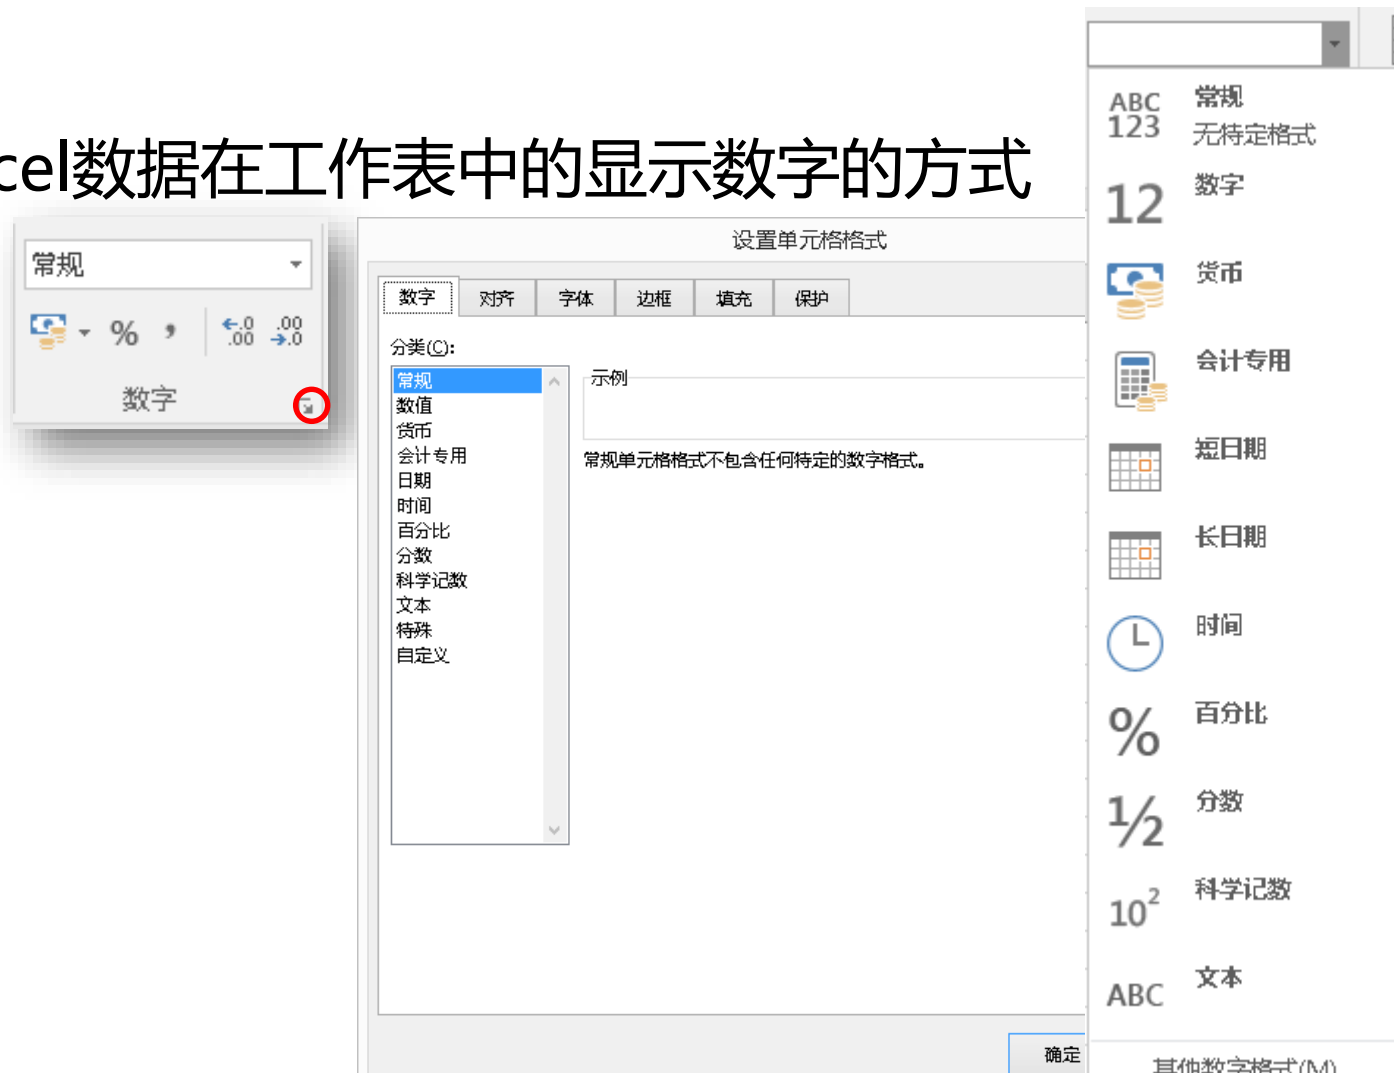 cel数据在工作表中的显示数字的方式
常规
% ,
←.0 .00
.00 →.0
数字
设置单元格格式
数字 对齐 字体 边框 填充 保护
分类(C):
常规
数值
货币
会计专用
日期
时间
百分比
分数
科学记数
文本
特殊
自定义
示例
常规单元格格式不包含任何特定的数字格式。
确定
ABC
123
常规
无特定格式
12
数字
货币
会计专用
短日期
长日期
时间
%
百分比
½
分数
10²
科学记数
ABC
文本
其他数字格式(M)